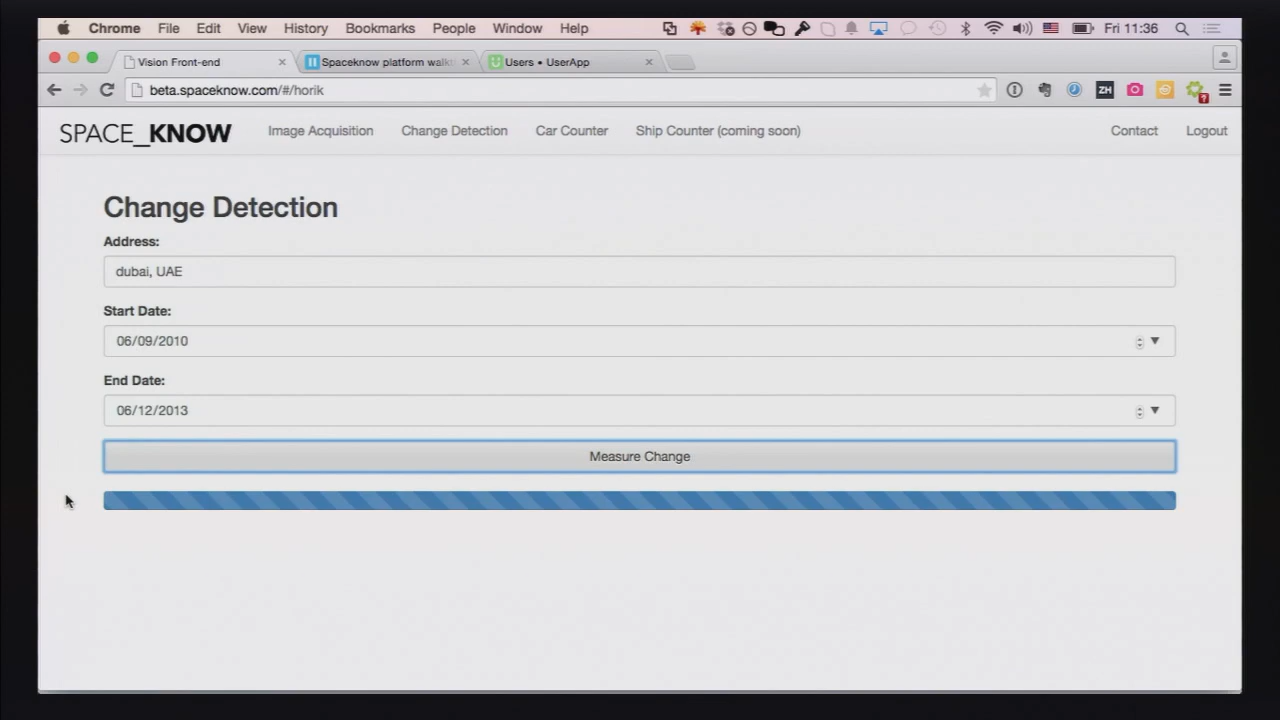 Chrome File Edit View History Bookmarks People Window Help Fri 11:36
Vision Front-end Spaceknow platform walkt Users • UserApp
beta.spaceknow.com/#/horik ZH
SPACE_KNOW Image Acquisition Change Detection Car Counter Ship Counter (coming soon) Contact Logout
Change Detection
Address:
dubai, UAE
Start Date:
06/09/2010
End Date:
06/12/2013
Measure Change